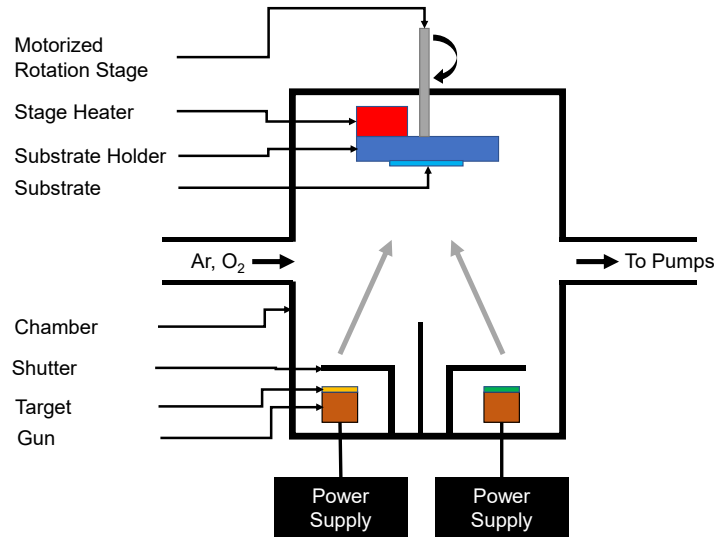 Motorized
Rotation Stage
Stage Heater
Substrate Holder
Substrate
Ar, O₂
To Pumps
Chamber
Shutter
Target
Gun
Power
Supply
Power
Supply